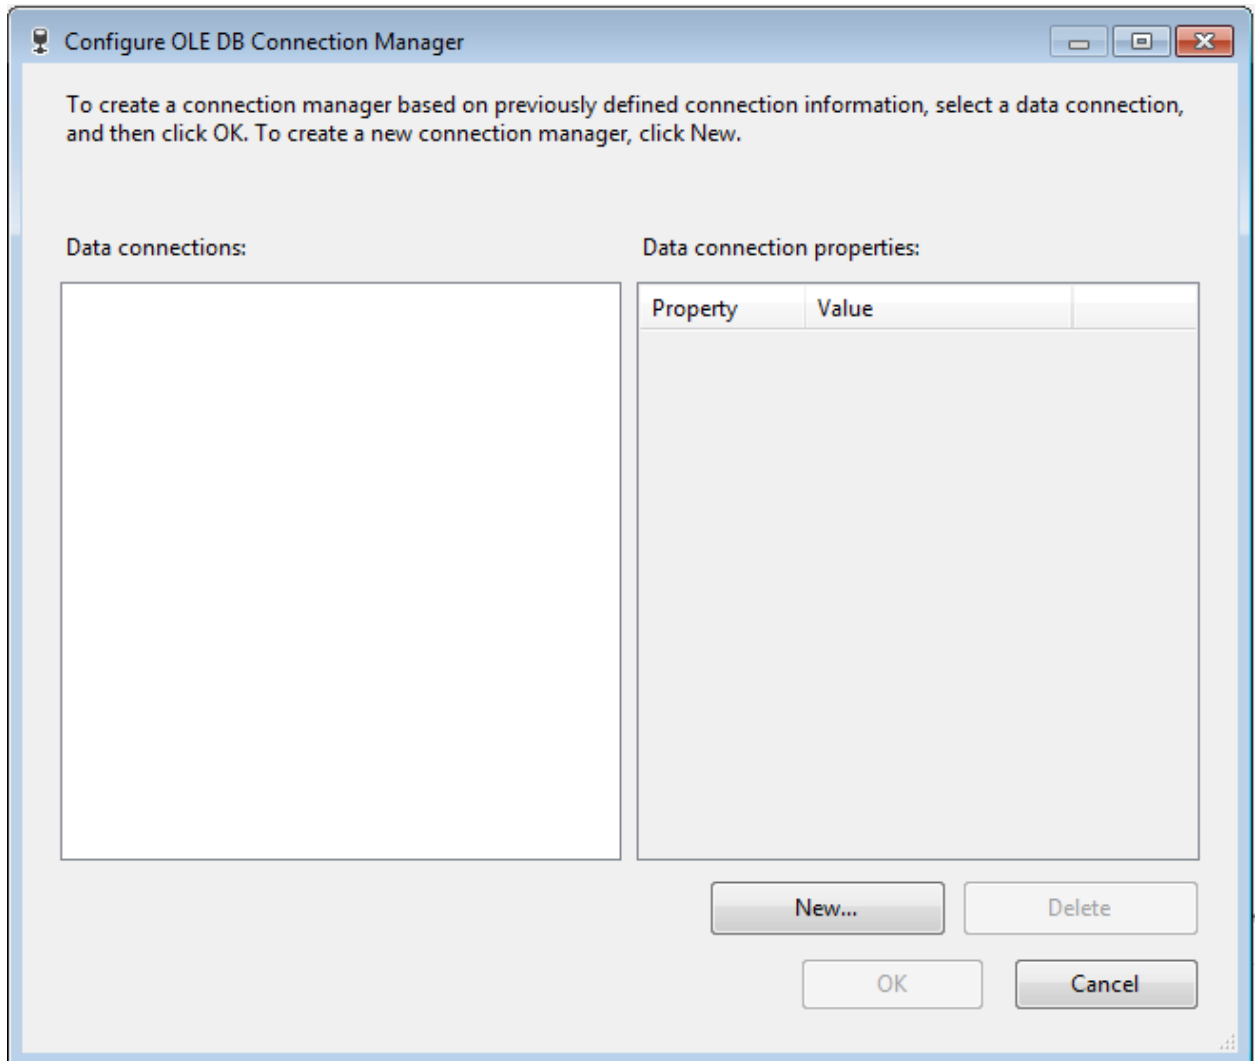 Configure OLE DB Connection Manager
To create a connection manager based on previously defined connection information, select a data connection,
and then click OK. To create a new connection manager, click New.
Data connections:
Data connection properties:
Property
Value
New...
Delete
OK
Cancel